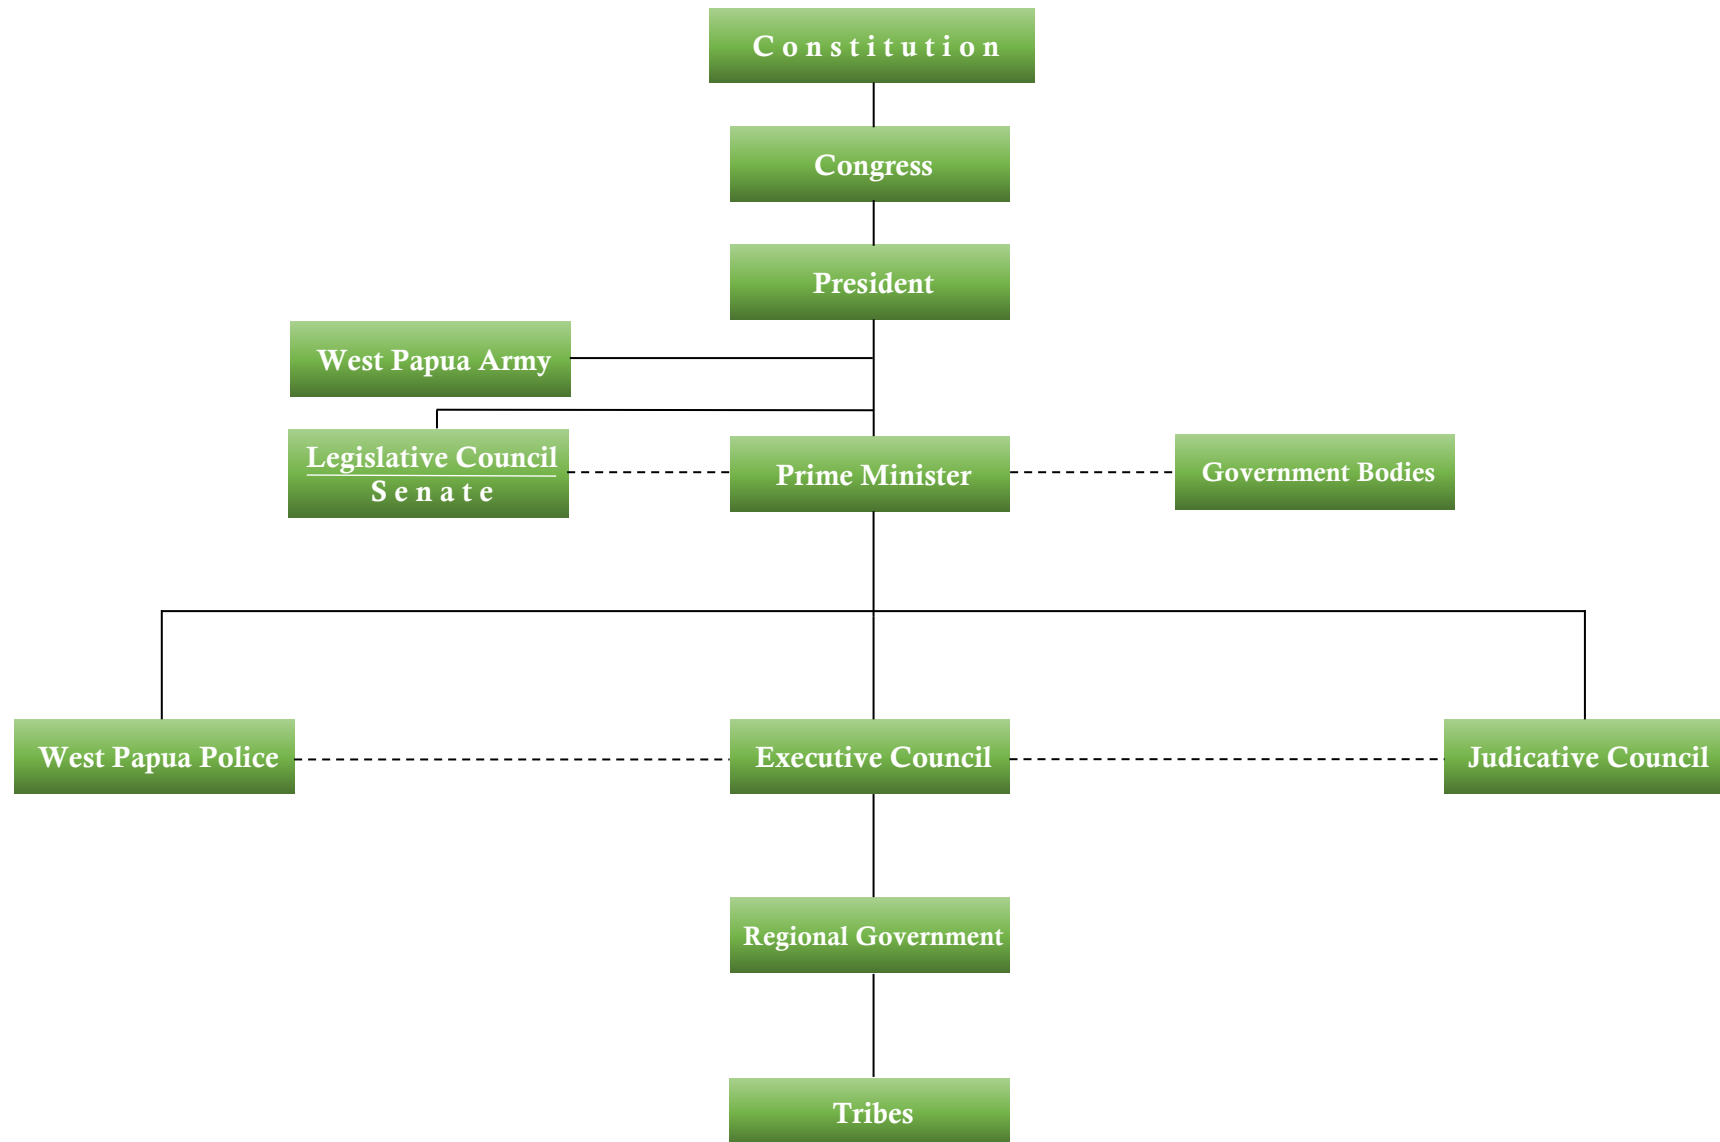 Constitution
Congress
President
West Papua Army
Legislative Council
Senate
Prime Minister
Government Bodies
West Papua Police
Executive Council
Judicative Council
Regional Government
Tribes